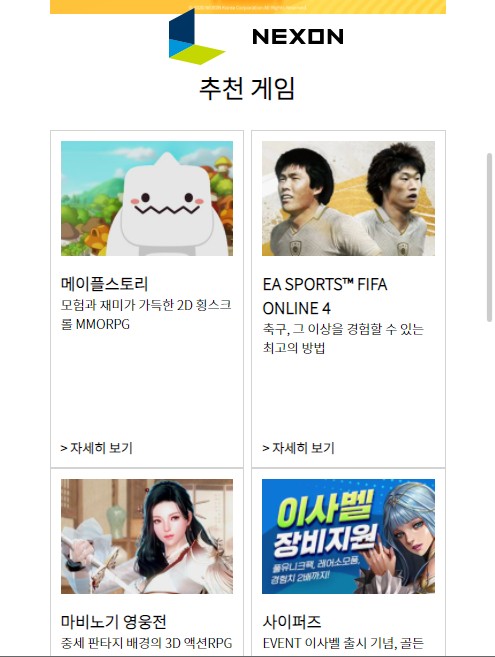 NEXON
추천 게임
메이플스토리
모험과 재미가 가득한 2D 횡스크
롤 MMORPG
> 자세히 보기
EA SPORTS™ FIFA
ONLINE 4
축구, 그 이상을 경험할 수 있는
최고의 방법
> 자세히 보기
마비노기 영웅전
중세 판타지 배경의 3D 액션RPG
이사벨
장비지원
풀유니크팩, 레어소모품,
경험치 2배까지!
사이퍼즈
EVENT 이사벨 출시 기념, 골든